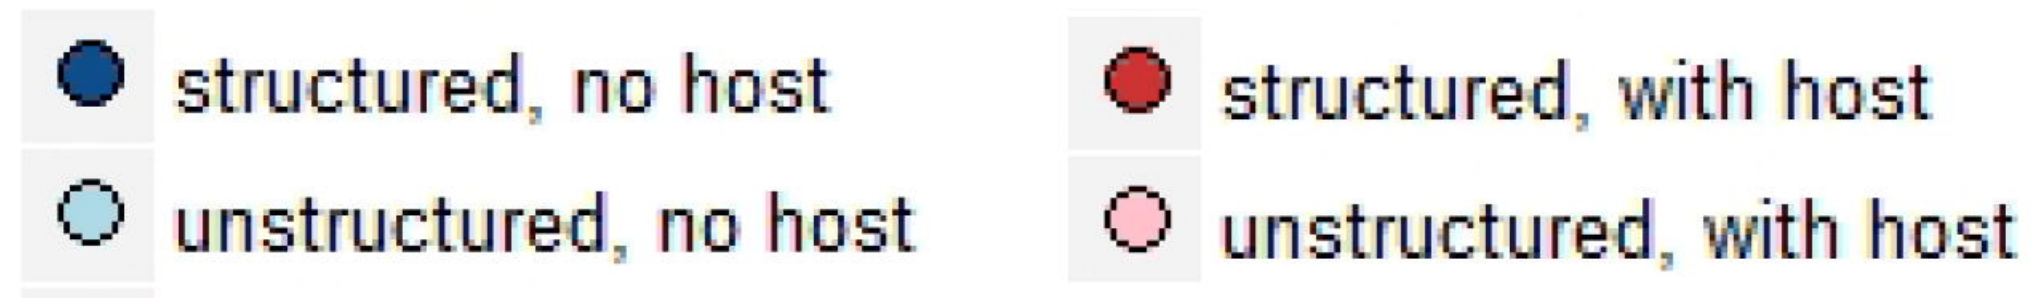 structured, no host
unstructured, no host
structured, with host
unstructured, with host